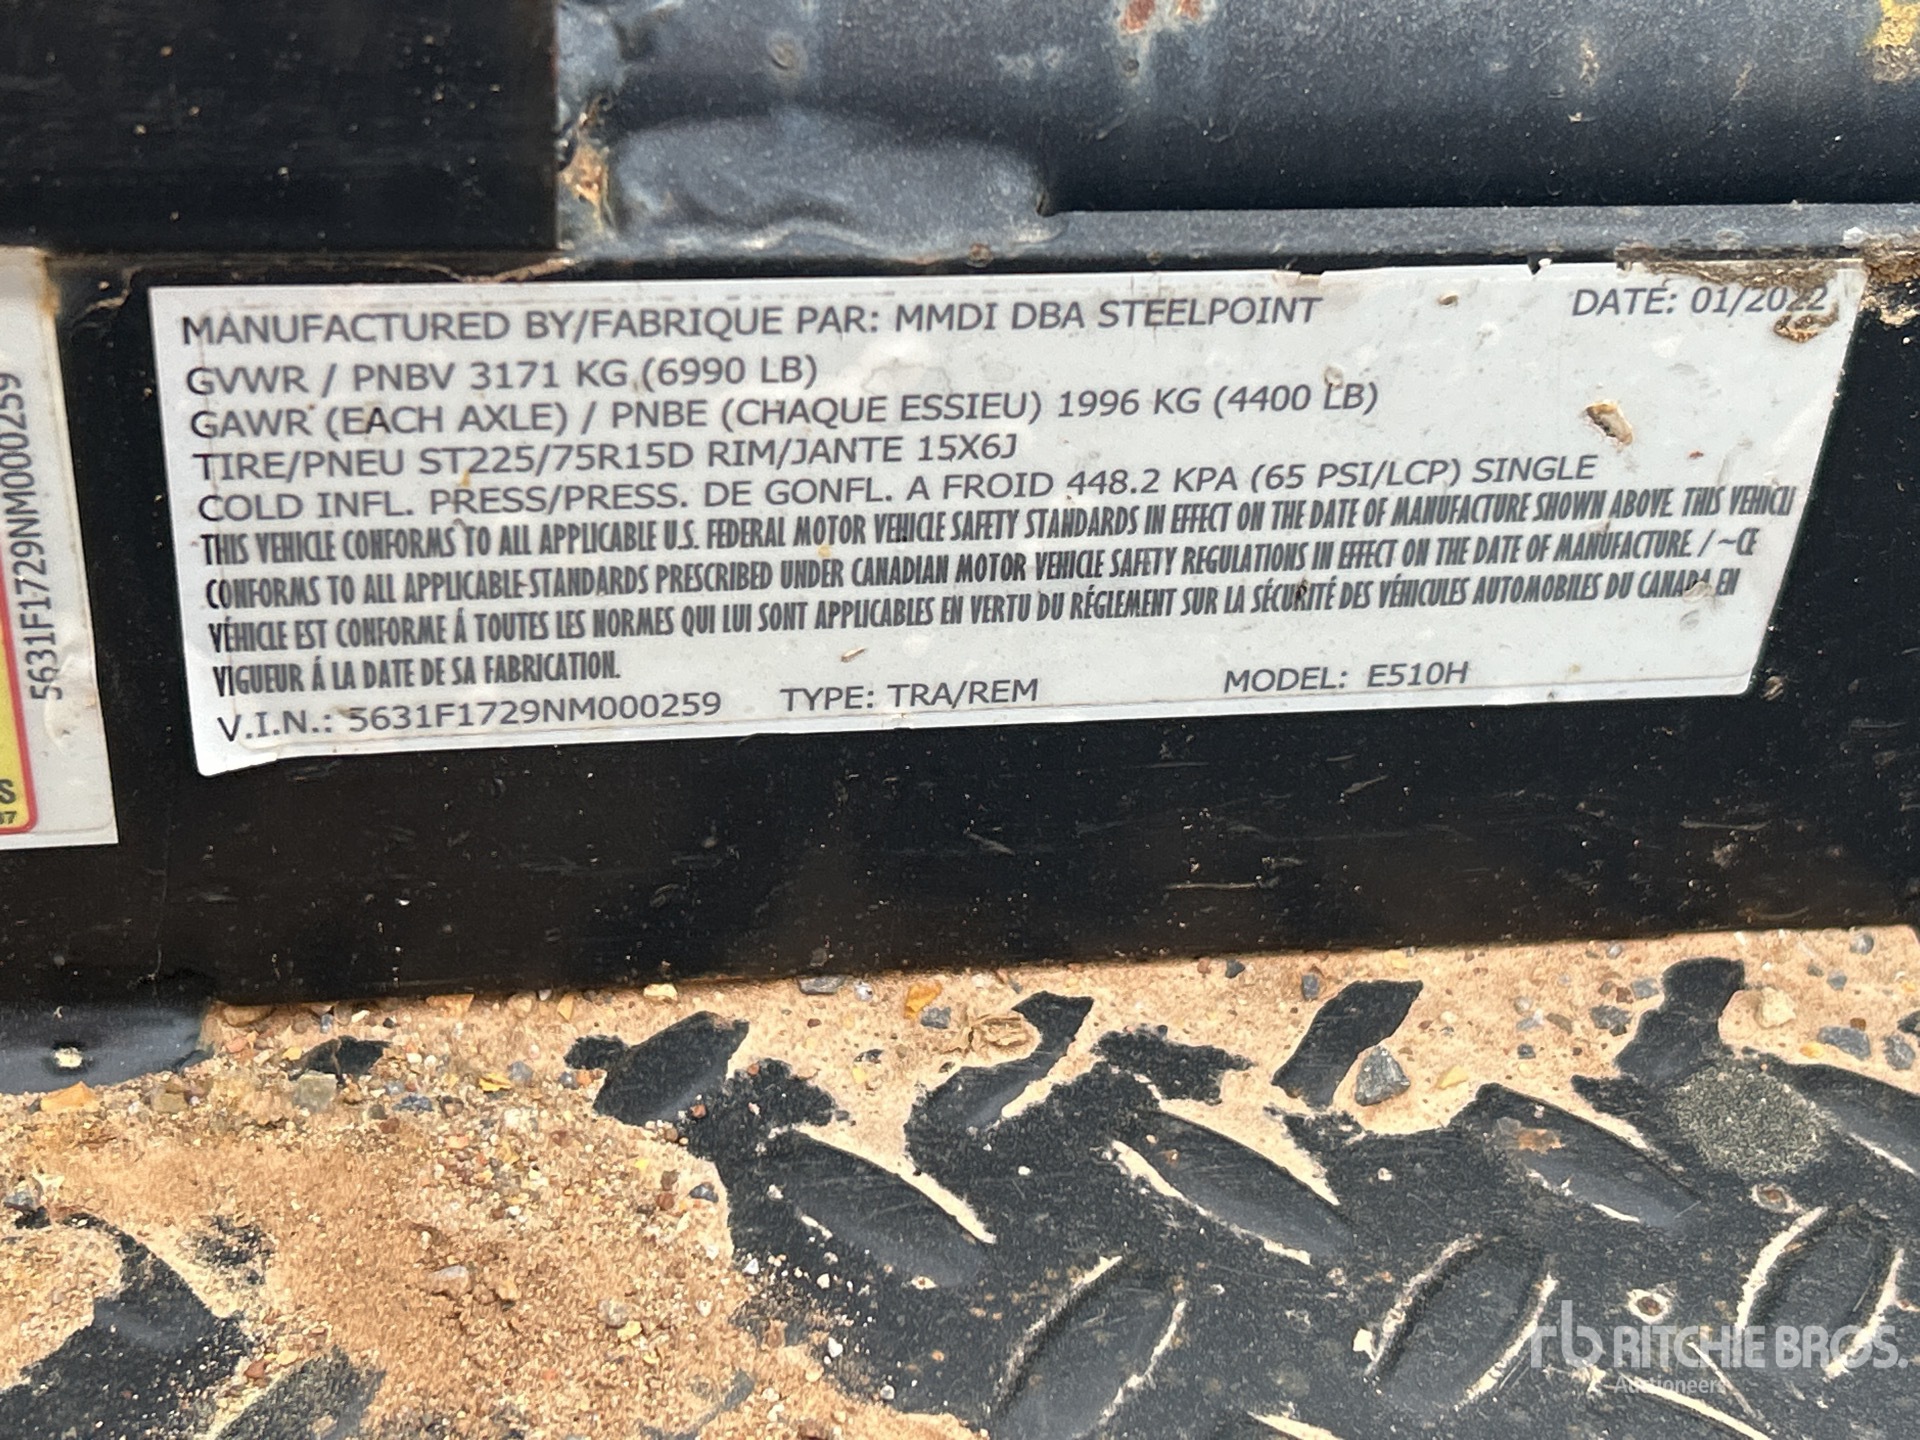 MANUFACTURED BY/FABRIQUE PAR: MMDI DBA STEELPOINT DATE: 01/2022
GVWR / PNBV 3171 KG (6990 LB)
GAWR (EACH AXLE) / PNBE (CHAQUE ESSIEU) 1996 KG (4400 LB)
TIRE/PNEU ST225/75R15D RIM/JANTE 15X6J
COLD INFL. PRESS/PRESS. DE GONFL. A FROID 448.2 KPA (65 PSI/LCP) SINGLE
THIS VEHICLE CONFORMS TO ALL APPLICABLE U.S. FEDERAL MOTOR VEHICLE SAFETY STANDARDS IN EFFECT ON THE DATE OF MANUFACTURE SHOWN ABOVE. THIS VEHICLE
CONFORMS TO ALL APPLICABLE STANDARDS PRESCRIBED UNDER CANADIAN MOTOR VEHICLE SAFETY REGULATIONS IN EFFECT ON THE DATE OF MANUFACTURE. / ~CE
VÉHICLE EST CONFORME Á TOUTES LES NORMES QUI LUI SONT APPLICABLES EN VERTU DU RÉGLEMENT SUR LA SÉCURITÉ DES VÉHICULES AUTOMOBILES DU CANADA EN
VIGUEUR Á LA DATE DE SA FABRICATION.
V.I.N.: 5631F1729NM000259 TYPE: TRA/REM MODEL: E510H
5631F1729NM000259
S
37
rb RITCHIE BROS.
Auctioneers